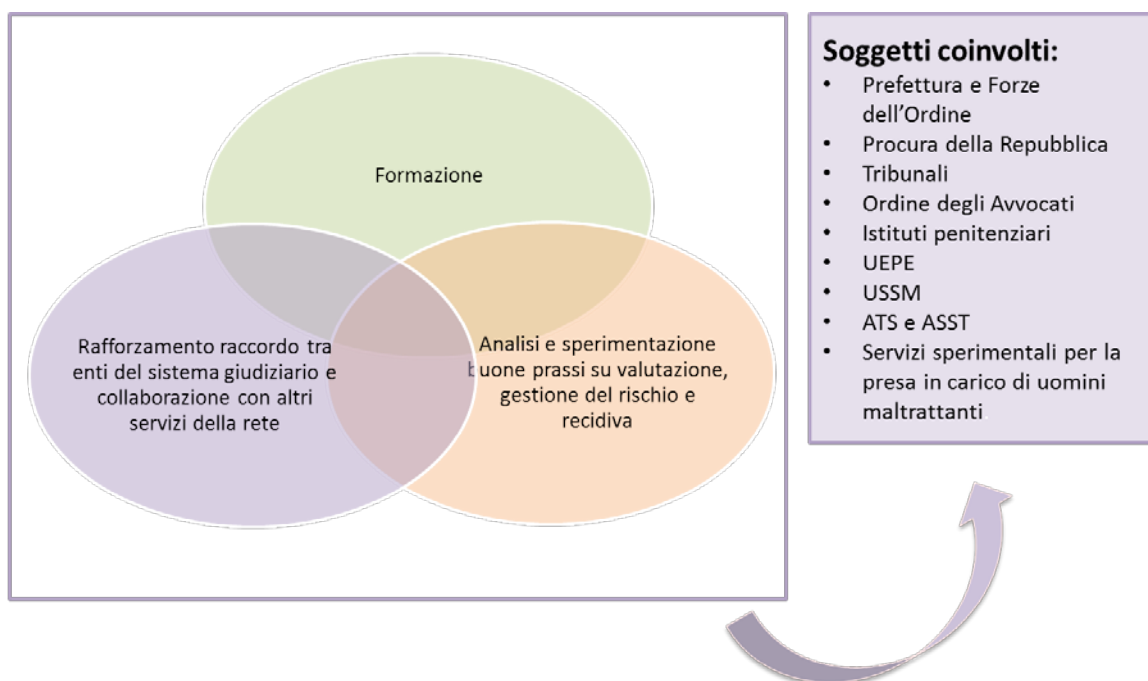 Formazione
Rafforzamento raccordo tra
enti del sistema giudiziario e
collaborazione con altri
servizi della rete
Analisi e sperimentazione
buone prassi su valutazione,
gestione del rischio e
recidiva
Soggetti coinvolti:
• Prefettura e Forze
dell'Ordine
• Procura della Repubblica
• Tribunali
• Ordine degli Avvocati
• Istituti penitenziari
• UEPE
• USSM
• ATS e ASST
• Servizi sperimentali per la
presa in carico di uomini
maltrattanti